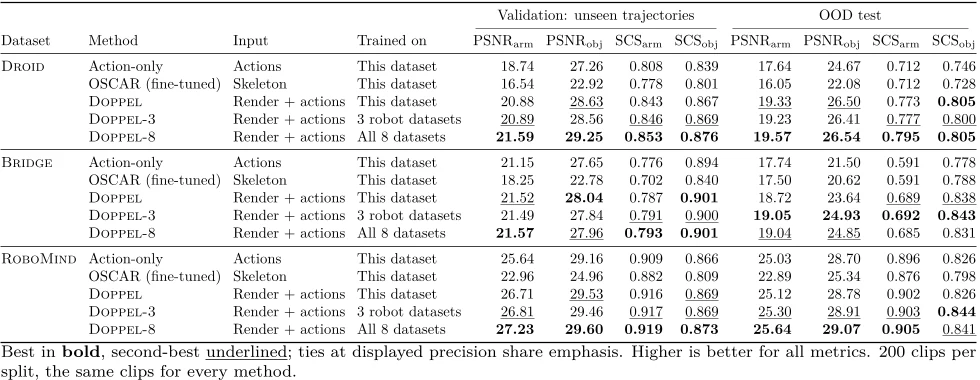 Validation: unseen trajectories OOD test
Dataset Method Input Trained on PSNRarm PSNRobj SCSarm SCSobj PSNRarm PSNRobj SCSarm SCSobj
Droid Action-only Actions This dataset 18.74 27.26 0.808 0.839 17.64 24.67 0.712 0.746
OSCAR (fine-tuned) Skeleton This dataset 16.54 22.92 0.778 0.801 16.05 22.08 0.712 0.728
Doppel Render + actions This dataset 20.88 28.63 0.843 0.867 19.33 26.50 0.773 0.805
Doppel-3 Render + actions 3 robot datasets 20.89 28.56 0.846 0.869 19.23 26.41 0.777 0.800
Doppel-8 Render + actions All 8 datasets 21.59 29.25 0.853 0.876 19.57 26.54 0.795 0.805
Bridge Action-only Actions This dataset 21.15 27.65 0.776 0.894 17.74 21.50 0.591 0.778
OSCAR (fine-tuned) Skeleton This dataset 18.25 22.78 0.702 0.840 17.50 20.62 0.591 0.788
Doppel Render + actions This dataset 21.52 28.04 0.787 0.901 18.72 23.64 0.689 0.838
Doppel-3 Render + actions 3 robot datasets 21.49 27.84 0.791 0.900 19.05 24.93 0.692 0.843
Doppel-8 Render + actions All 8 datasets 21.57 27.96 0.793 0.901 19.04 24.85 0.685 0.831
RoboMind Action-only Actions This dataset 25.64 29.16 0.909 0.866 25.03 28.70 0.896 0.826
OSCAR (fine-tuned) Skeleton This dataset 22.96 24.96 0.882 0.809 22.89 25.34 0.876 0.798
Doppel Render + actions This dataset 26.71 29.53 0.916 0.869 25.12 28.78 0.902 0.826
Doppel-3 Render + actions 3 robot datasets 26.81 29.46 0.917 0.869 25.30 28.91 0.903 0.844
Doppel-8 Render + actions All 8 datasets 27.23 29.60 0.919 0.873 25.64 29.07 0.905 0.841
Best in bold, second-best underlined; ties at displayed precision share emphasis. Higher is better for all metrics. 200 clips per
split, the same clips for every method.